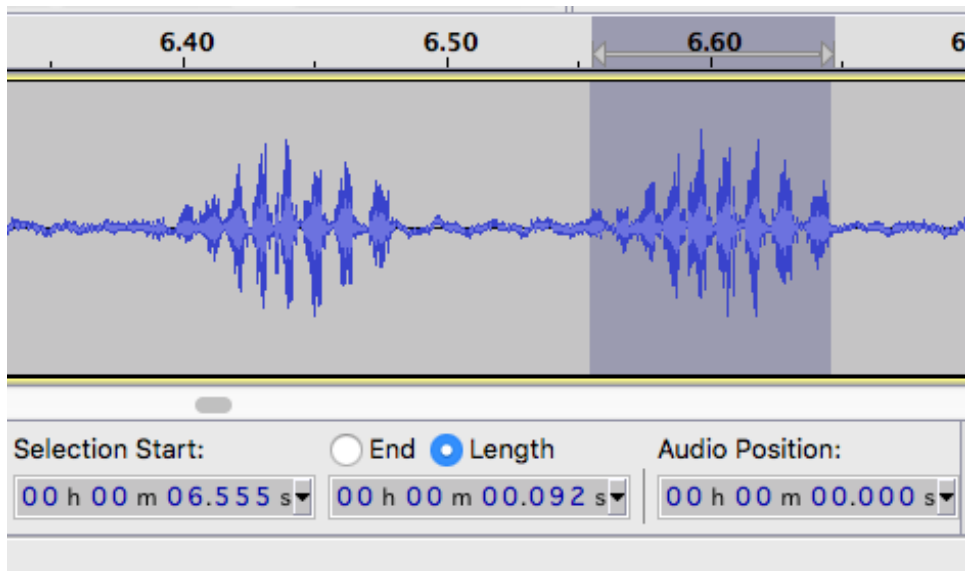 6.40 6.50 6.60 6
Selection Start: End Length Audio Position:
00 h 00 m 06.555 s 00 h 00 m 00.092 s 00 h 00 m 00.000 s